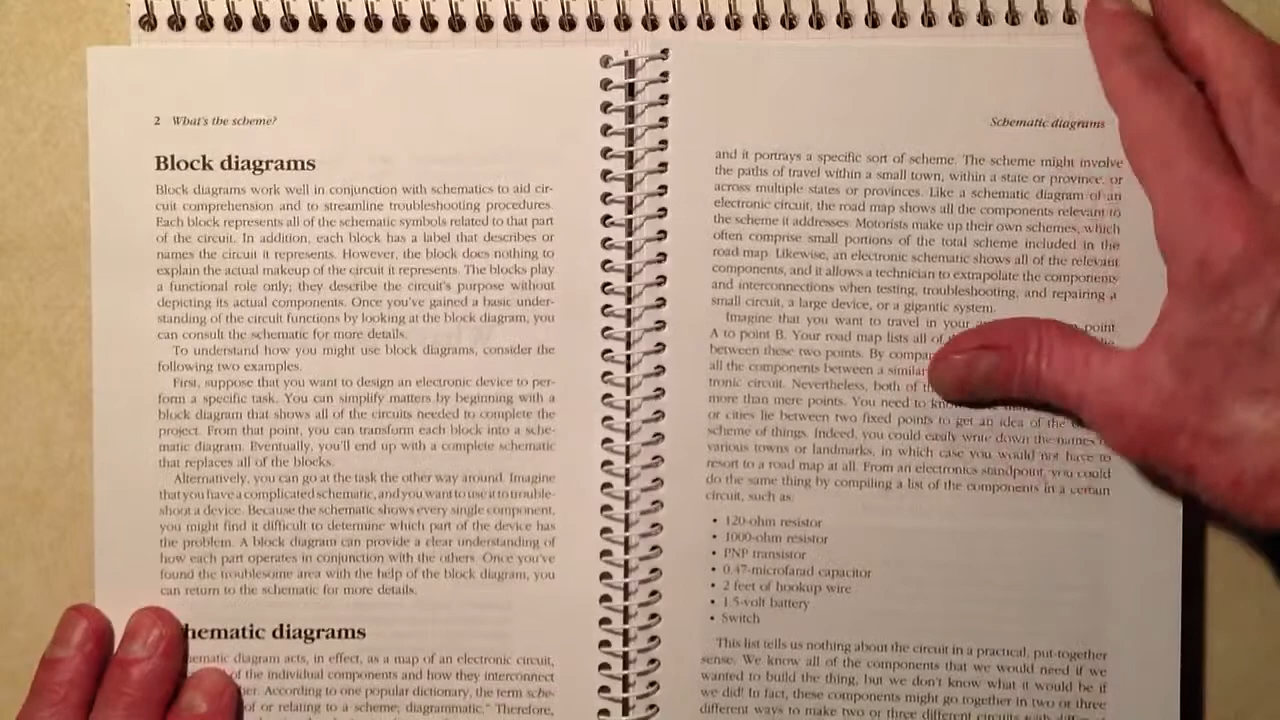 2 What's the scheme?
Block diagrams
Block diagrams work well in conjunction with schematics to aid cir-
cuit comprehension and to streamline troubleshooting procedures.
Each block represents all of the schematic symbols related to that part
of the circuit. In addition, each block has a label that describes or
names the circuit it represents. However, the block does nothing to
explain the actual makeup of the circuit it represents. The blocks play
a functional role only; they describe the circuit's purpose without
depicting its actual components. Once you've gained a basic under-
standing of the circuit functions by looking at the block diagram, you
can consult the schematic for more details.
To understand how you might use block diagrams, consider the
following two examples.
First, suppose that you want to design an electronic device to per-
form a specific task. You can simplify matters by beginning with a
block diagram that shows all of the circuits needed to complete the
project. From that point, you can transform each block into a sche-
matic diagram. Eventually, you'll end up with a complete schematic
that replaces all of the blocks.
Alternatively, you can go at the task the other way around. Imagine
that you have a complicated schematic, and you want to use it to trouble-
shoot a device. Because the schematic shows every single component,
you might find it difficult to determine which part of the device has
the problem. A block diagram can provide a clear understanding of
how each part operates in conjunction with the others. Once you've
found the troublesome area with the help of the block diagram, you
can return to the schematic for more details.
hematic diagrams
hematic diagram acts, in effect, as a map of an electronic circuit,
of the individual components and how they interconnect
her. According to one popular dictionary, the term sche-
of or relating to a scheme; diagrammatic." Therefore,
Schematic diagrams
and it portrays a specific sort of scheme. The scheme might involve
the paths of travel within a small town, within a state or province, or
across multiple states or provinces. Like a schematic diagram of an
electronic circuit, the road map shows all the components relevant to
the scheme it addresses. Motorists make up their own schemes, which
often comprise small portions of the total scheme included in the
road map. Likewise, an electronic schematic shows all of the relevant
components, and it allows a technician to extrapolate the components
and interconnections when testing, troubleshooting, and repairing a
small circuit, a large device, or a gigantic system.
Imagine that you want to travel in your point
A to point B. Your road map lists all of
between these two points. By compar
all the components between a similar
tronic circuit. Nevertheless, both of th
more than mere points. You need to know
or cities lie between two fixed points to get an idea of the
scheme of things. Indeed, you could easily write down the names of
various towns or landmarks, in which case you would not have to
resort to a road map at all. From an electronics standpoint, you could
do the same thing by compiling a list of the components in a certain
circuit, such as:
• 120-ohm resistor
• 1000-ohm resistor
• PNP transistor
• 0.47-microfarad capacitor
• 2 feet of hookup wire
• 1.5-volt battery
• Switch
This list tells us nothing about the circuit in a practical, put-together
sense. We know all of the components that we would need if we
wanted to build the thing, but we don't know what it would be if
we did! In fact, these components might go together in two or three
different ways to make two or three different circuits with